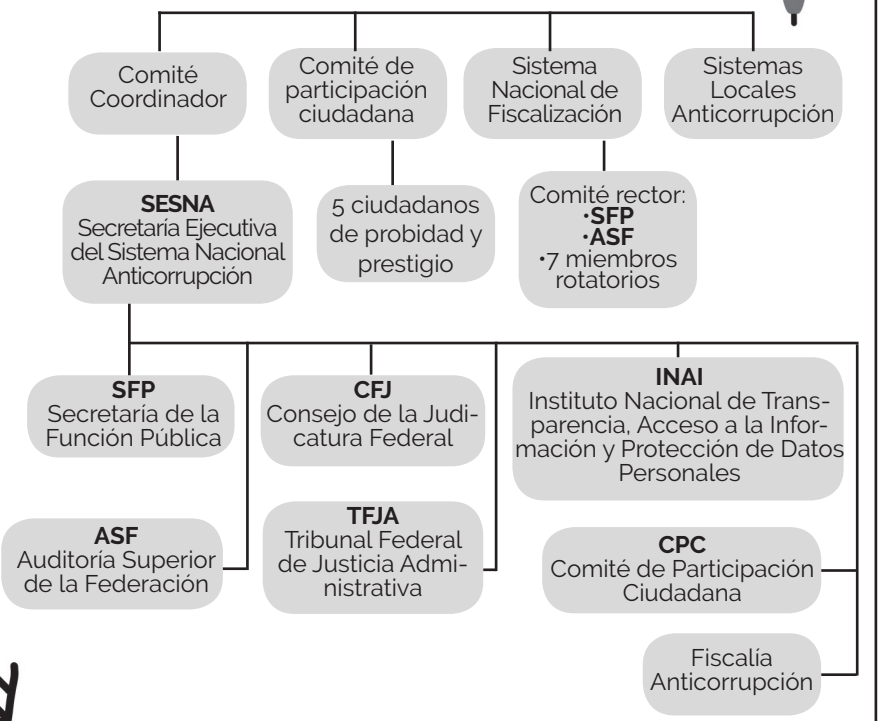 Comité
Coordinador
Comité de
participación
ciudadana
Sistema
Nacional de
Fiscalización
Sistemas
Locales
Anticorrupción
SESNA
Secretaría Ejecutiva
del Sistema Nacional
Anticorrupción
5 ciudadanos
de probidad y
prestigio
Comité rector:
•SFP
•ASF
•7 miembros
rotatorios
SFP
Secretaría de la
Función Pública
CFJ
Consejo de la Judi-
catura Federal
INAI
Instituto Nacional de Trans-
parencia, Acceso a la Infor-
mación y Protección de Datos
Personales
ASF
Auditoría Superior
de la Federación
TFJA
Tribunal Federal
de Justicia Admi-
nistrativa
CPC
Comité de Participación
Ciudadana
Fiscalía
Anticorrupción